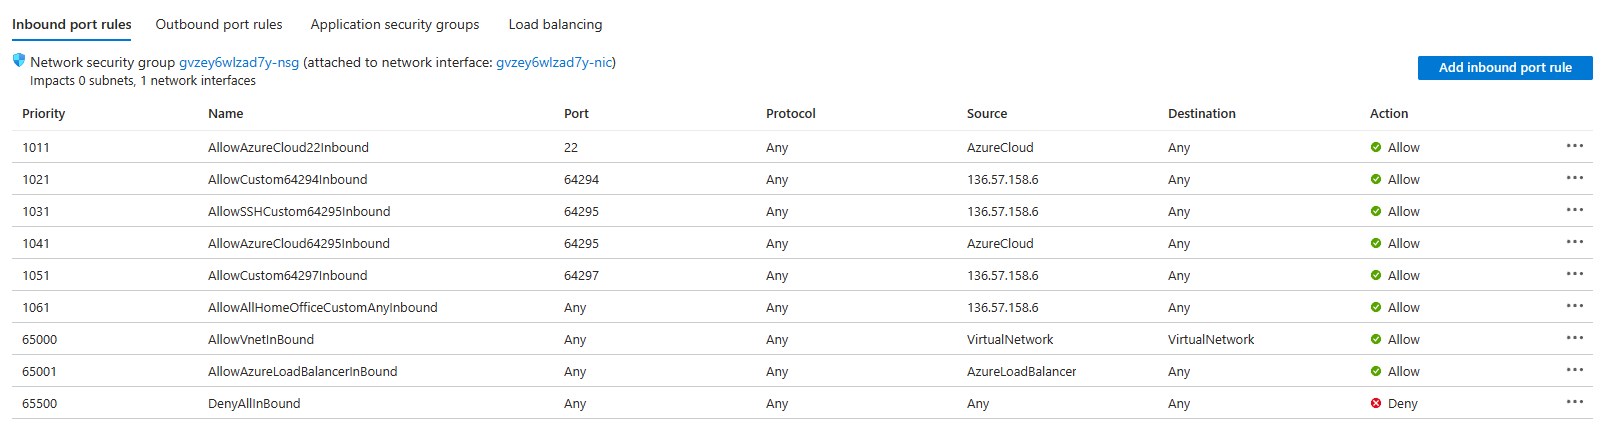 Inbound port rules Outbound port rules Application security groups Load balancing
Network security group gvzey6wlzad7y-nsg (attached to network interface: gvzey6wlzad7y-nic)
Impacts 0 subnets, 1 network interfaces
Add inbound port rule
Priority Name Port Protocol Source Destination Action
1011 AllowAzureCloud22Inbound 22 Any AzureCloud Any Allow
1021 AllowCustom64294Inbound 64294 Any 136.57.158.6 Any Allow
1031 AllowSSHCustom64295Inbound 64295 Any 136.57.158.6 Any Allow
1041 AllowAzureCloud64295Inbound 64295 Any AzureCloud Any Allow
1051 AllowCustom64297Inbound 64297 Any 136.57.158.6 Any Allow
1061 AllowAllHomeOfficeCustomAnyInbound Any Any 136.57.158.6 Any Allow
65000 AllowVnetInBound Any Any VirtualNetwork VirtualNetwork Allow
65001 AllowAzureLoadBalancerInBound Any Any AzureLoadBalancer Any Allow
65500 DenyAllInBound Any Any Any Any Deny